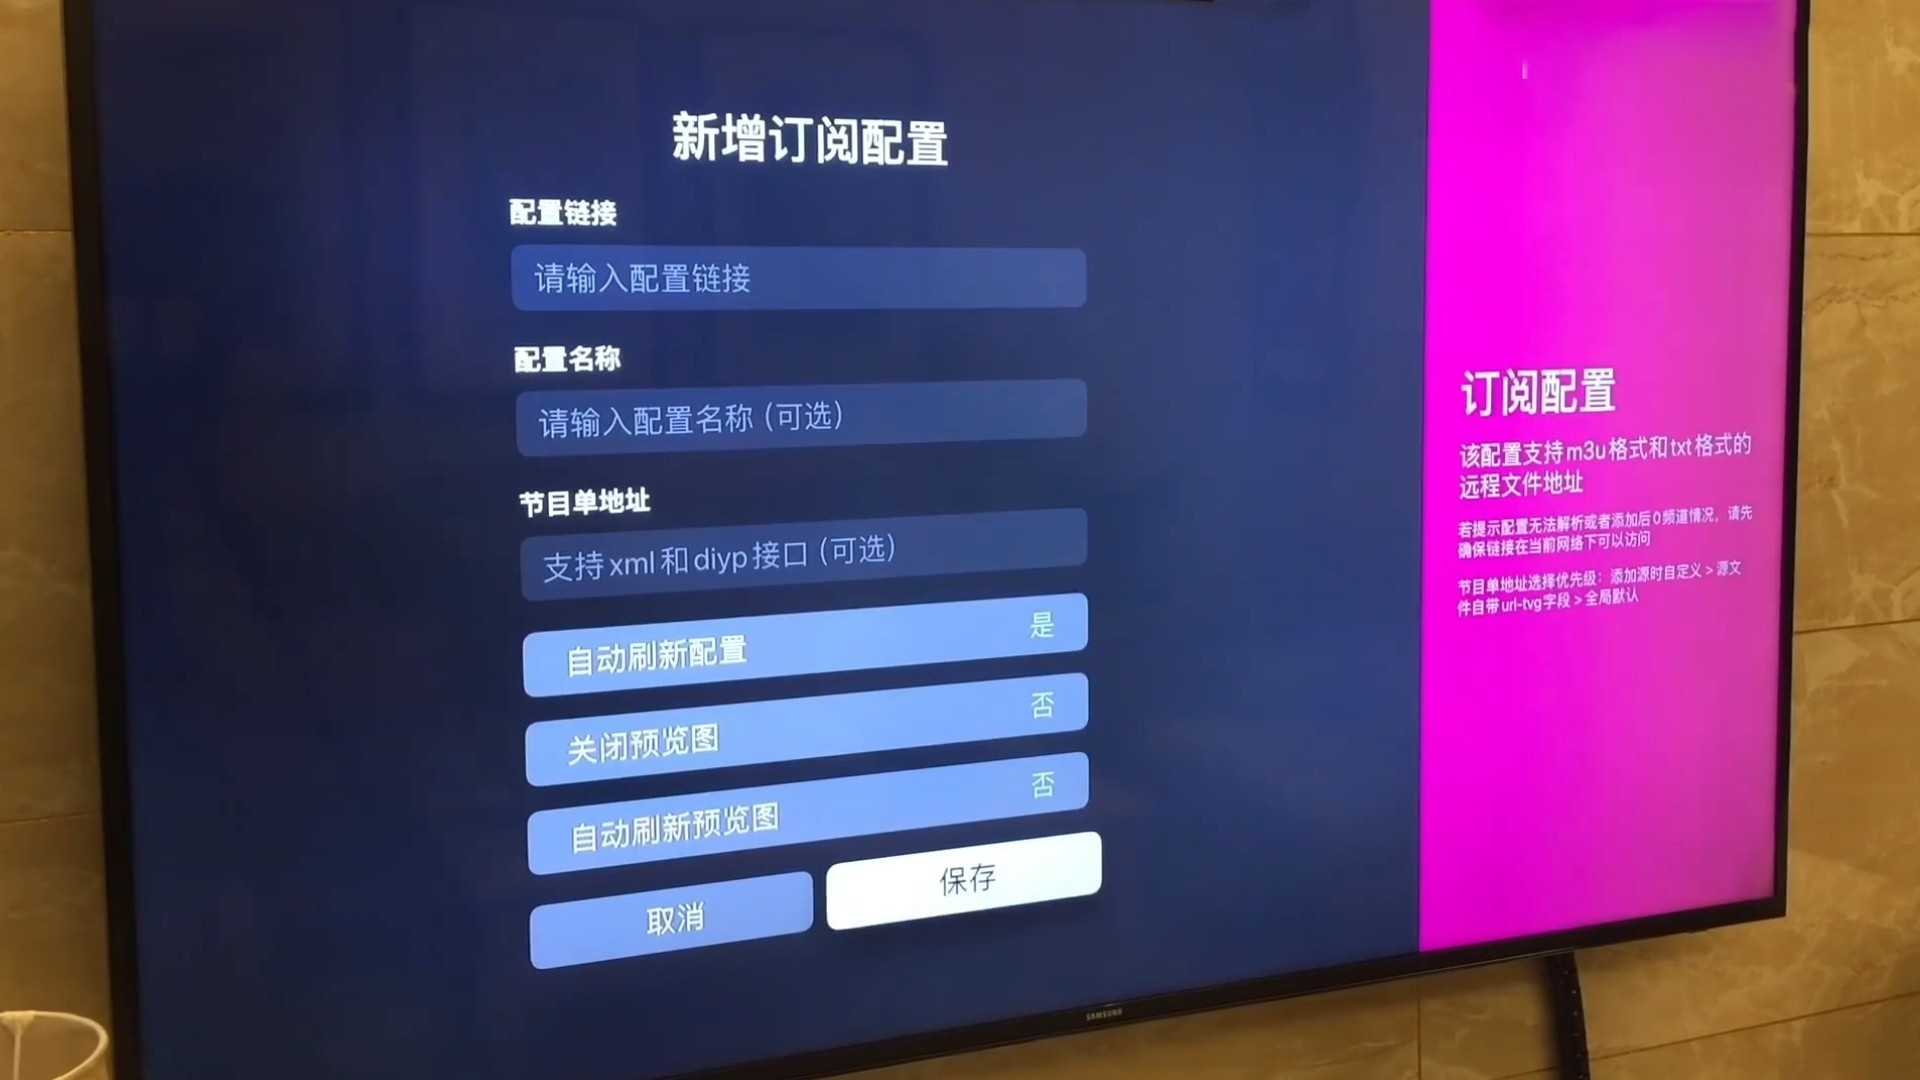 新增订阅配置
配置链接
请输入配置链接
配置名称
请输入配置名称（可选）
节目单地址
支持xml和diyp接口（可选）
自动刷新配置 是
关闭预览图 否
自动刷新预览图 否
取消 保存
订阅配置
该配置支持m3u格式和txt格式的
远程文件地址
若提示配置无法解析或者添加后0频道情况，请先
确保链接在当前网络下可以访问
节目单地址选择优先级：添加源时自定义 > 源文
件自带url-tvg字段 > 全局默认
SAMSUNG